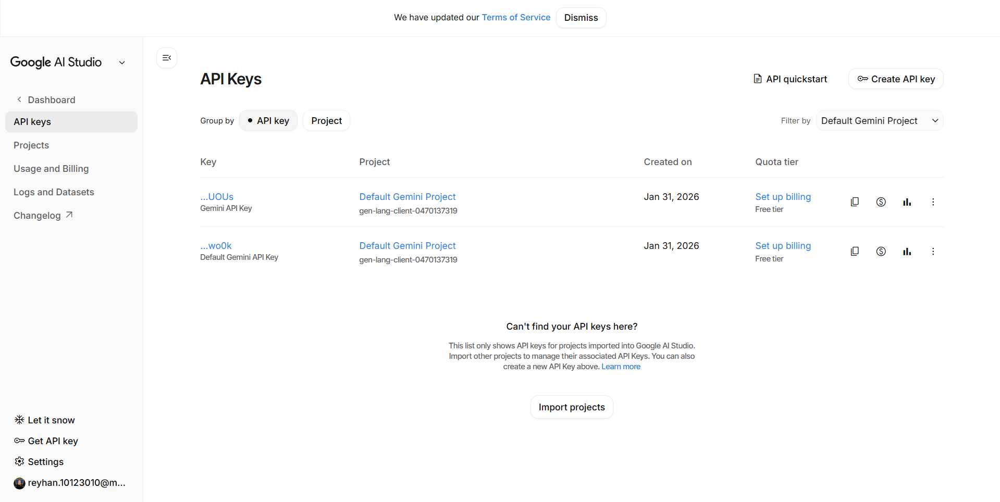 We have updated our Terms of Service Dismiss
Google AI Studio
Dashboard
API keys
Projects
Usage and Billing
Logs and Datasets
Changelog
Let it snow
Get API key
Settings
reyhan.10123010@m...
API Keys
API quickstart
Create API key
Group by API key Project
Filter by Default Gemini Project
Key Project Created on Quota tier
...UOUs Default Gemini Project Jan 31, 2026 Set up billing
Gemini API Key gen-lang-client-0470137319 Free tier
...wo0k Default Gemini Project Jan 31, 2026 Set up billing
Default Gemini API Key gen-lang-client-0470137319 Free tier
Can't find your API keys here?
This list only shows API keys for projects imported into Google AI Studio.
Import other projects to manage their associated API Keys. You can also
create a new API Key above. Learn more
Import projects